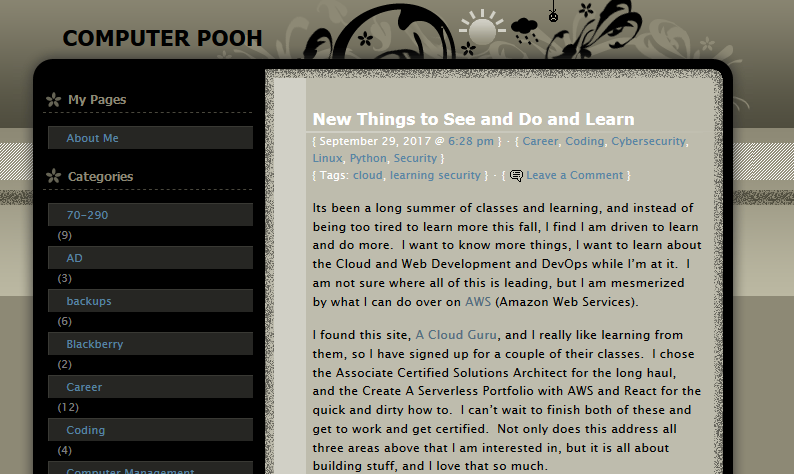 COMPUTER POOH
My Pages
About Me
Categories
70-290
(9)
AD
(3)
backups
(6)
Blackberry
(2)
Career
(12)
Coding
(4)
Computer Management
New Things to See and Do and Learn
{ September 29, 2017 @ 6:28 pm } · { Career, Coding, Cybersecurity,
Linux, Python, Security }
{ Tags: cloud, learning security } · { Leave a Comment }
Its been a long summer of classes and learning, and instead of
being too tired to learn more this fall, I find I am driven to learn
and do more. I want to know more things, I want to learn about
the Cloud and Web Development and DevOps while I'm at it. I
am not sure where all of this is leading, but I am mesmerized
by what I can do over on AWS (Amazon Web Services).
I found this site, A Cloud Guru, and I really like learning from
them, so I have signed up for a couple of their classes. I chose
the Associate Certified Solutions Architect for the long haul,
and the Create A Serverless Portfolio with AWS and React for the
quick and dirty how to. I can't wait to finish both of these and
get to work and get certified. Not only does this address all
three areas above that I am interested in, but it is all about
building stuff, and I love that so much.